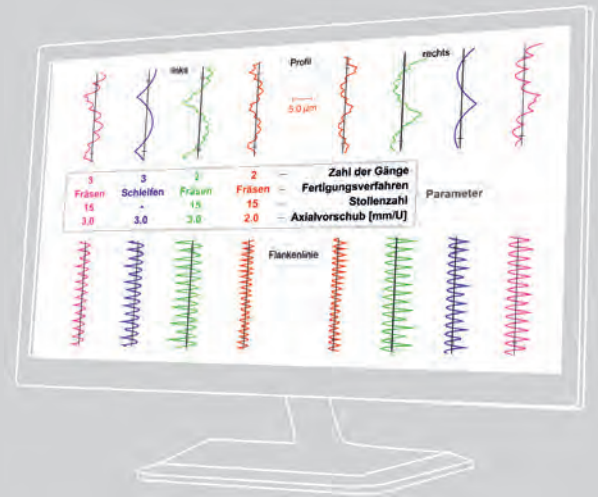 links Profil rechts
5.0 µm
3 3 2 2 – Zahl der Gänge
Fräsen Schleifen Fräsen Fräsen – Fertigungsverfahren
15 - 15 15 – Stollenzahl
3.0 3.0 3.0 2.0 – Axialvorschub [mm/U]
Parameter
Flankenlinie